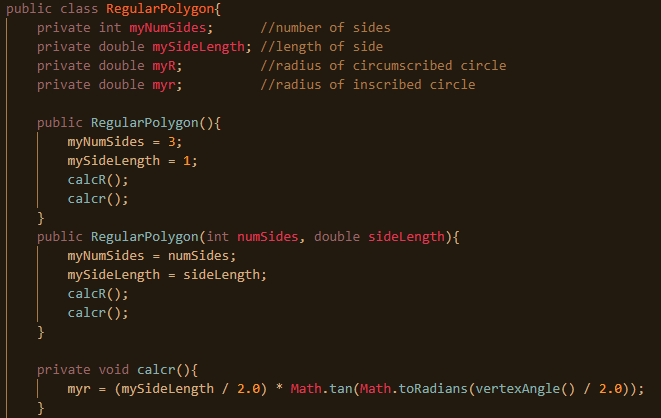 public class RegularPolygon{
    private int myNumSides;      //number of sides
    private double mySideLength; //length of side
    private double myR;          //radius of circumscribed circle
    private double myr;          //radius of inscribed circle

    public RegularPolygon(){
        myNumSides = 3;
        mySideLength = 1;
        calcR();
        calcr();
    }
    public RegularPolygon(int numSides, double sideLength){
        myNumSides = numSides;
        mySideLength = sideLength;
        calcR();
        calcr();
    }

    private void calcr(){
        myr = (mySideLength / 2.0) * Math.tan(Math.toRadians(vertexAngle() / 2.0));
    }